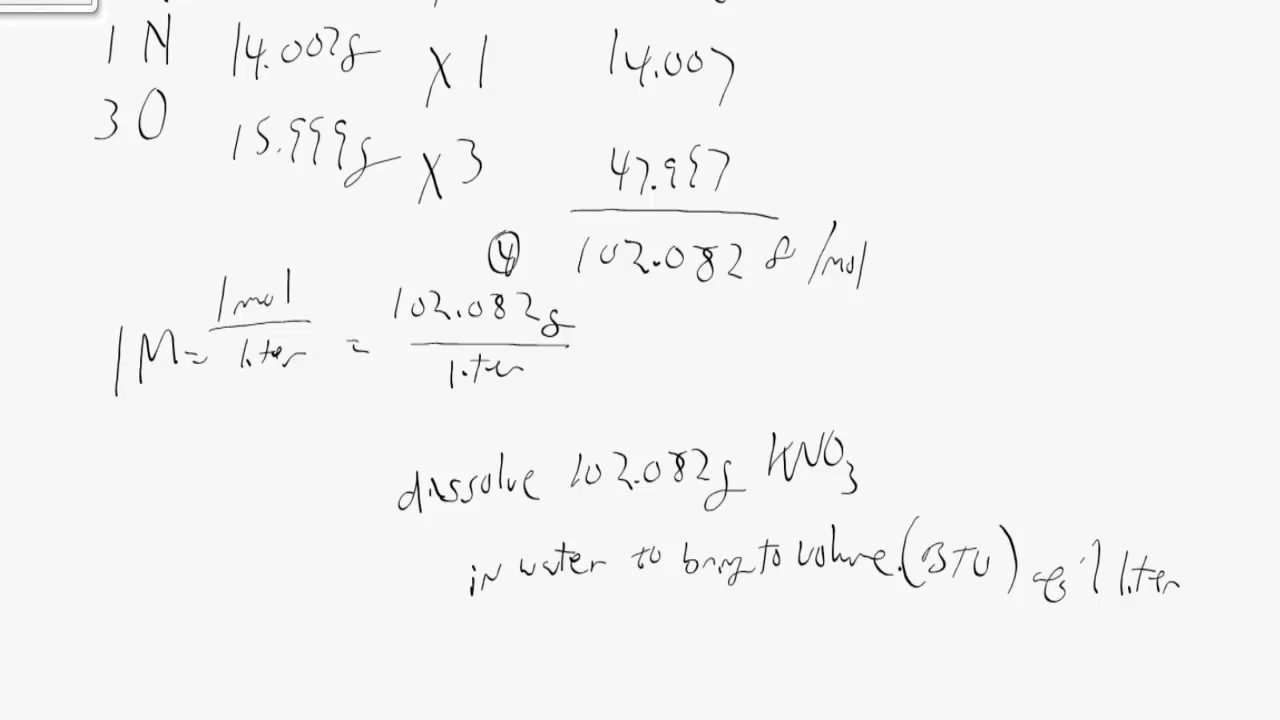 1 N 14.007g X 1 14.007
3 O 15.999g X 3 47.997
④ 102.082 g /mol
1M = 1 mol / liter = 102.082g / liter
dissolve 102.082g KNO3
in water to bring to volume. (BTV) of 1 liter